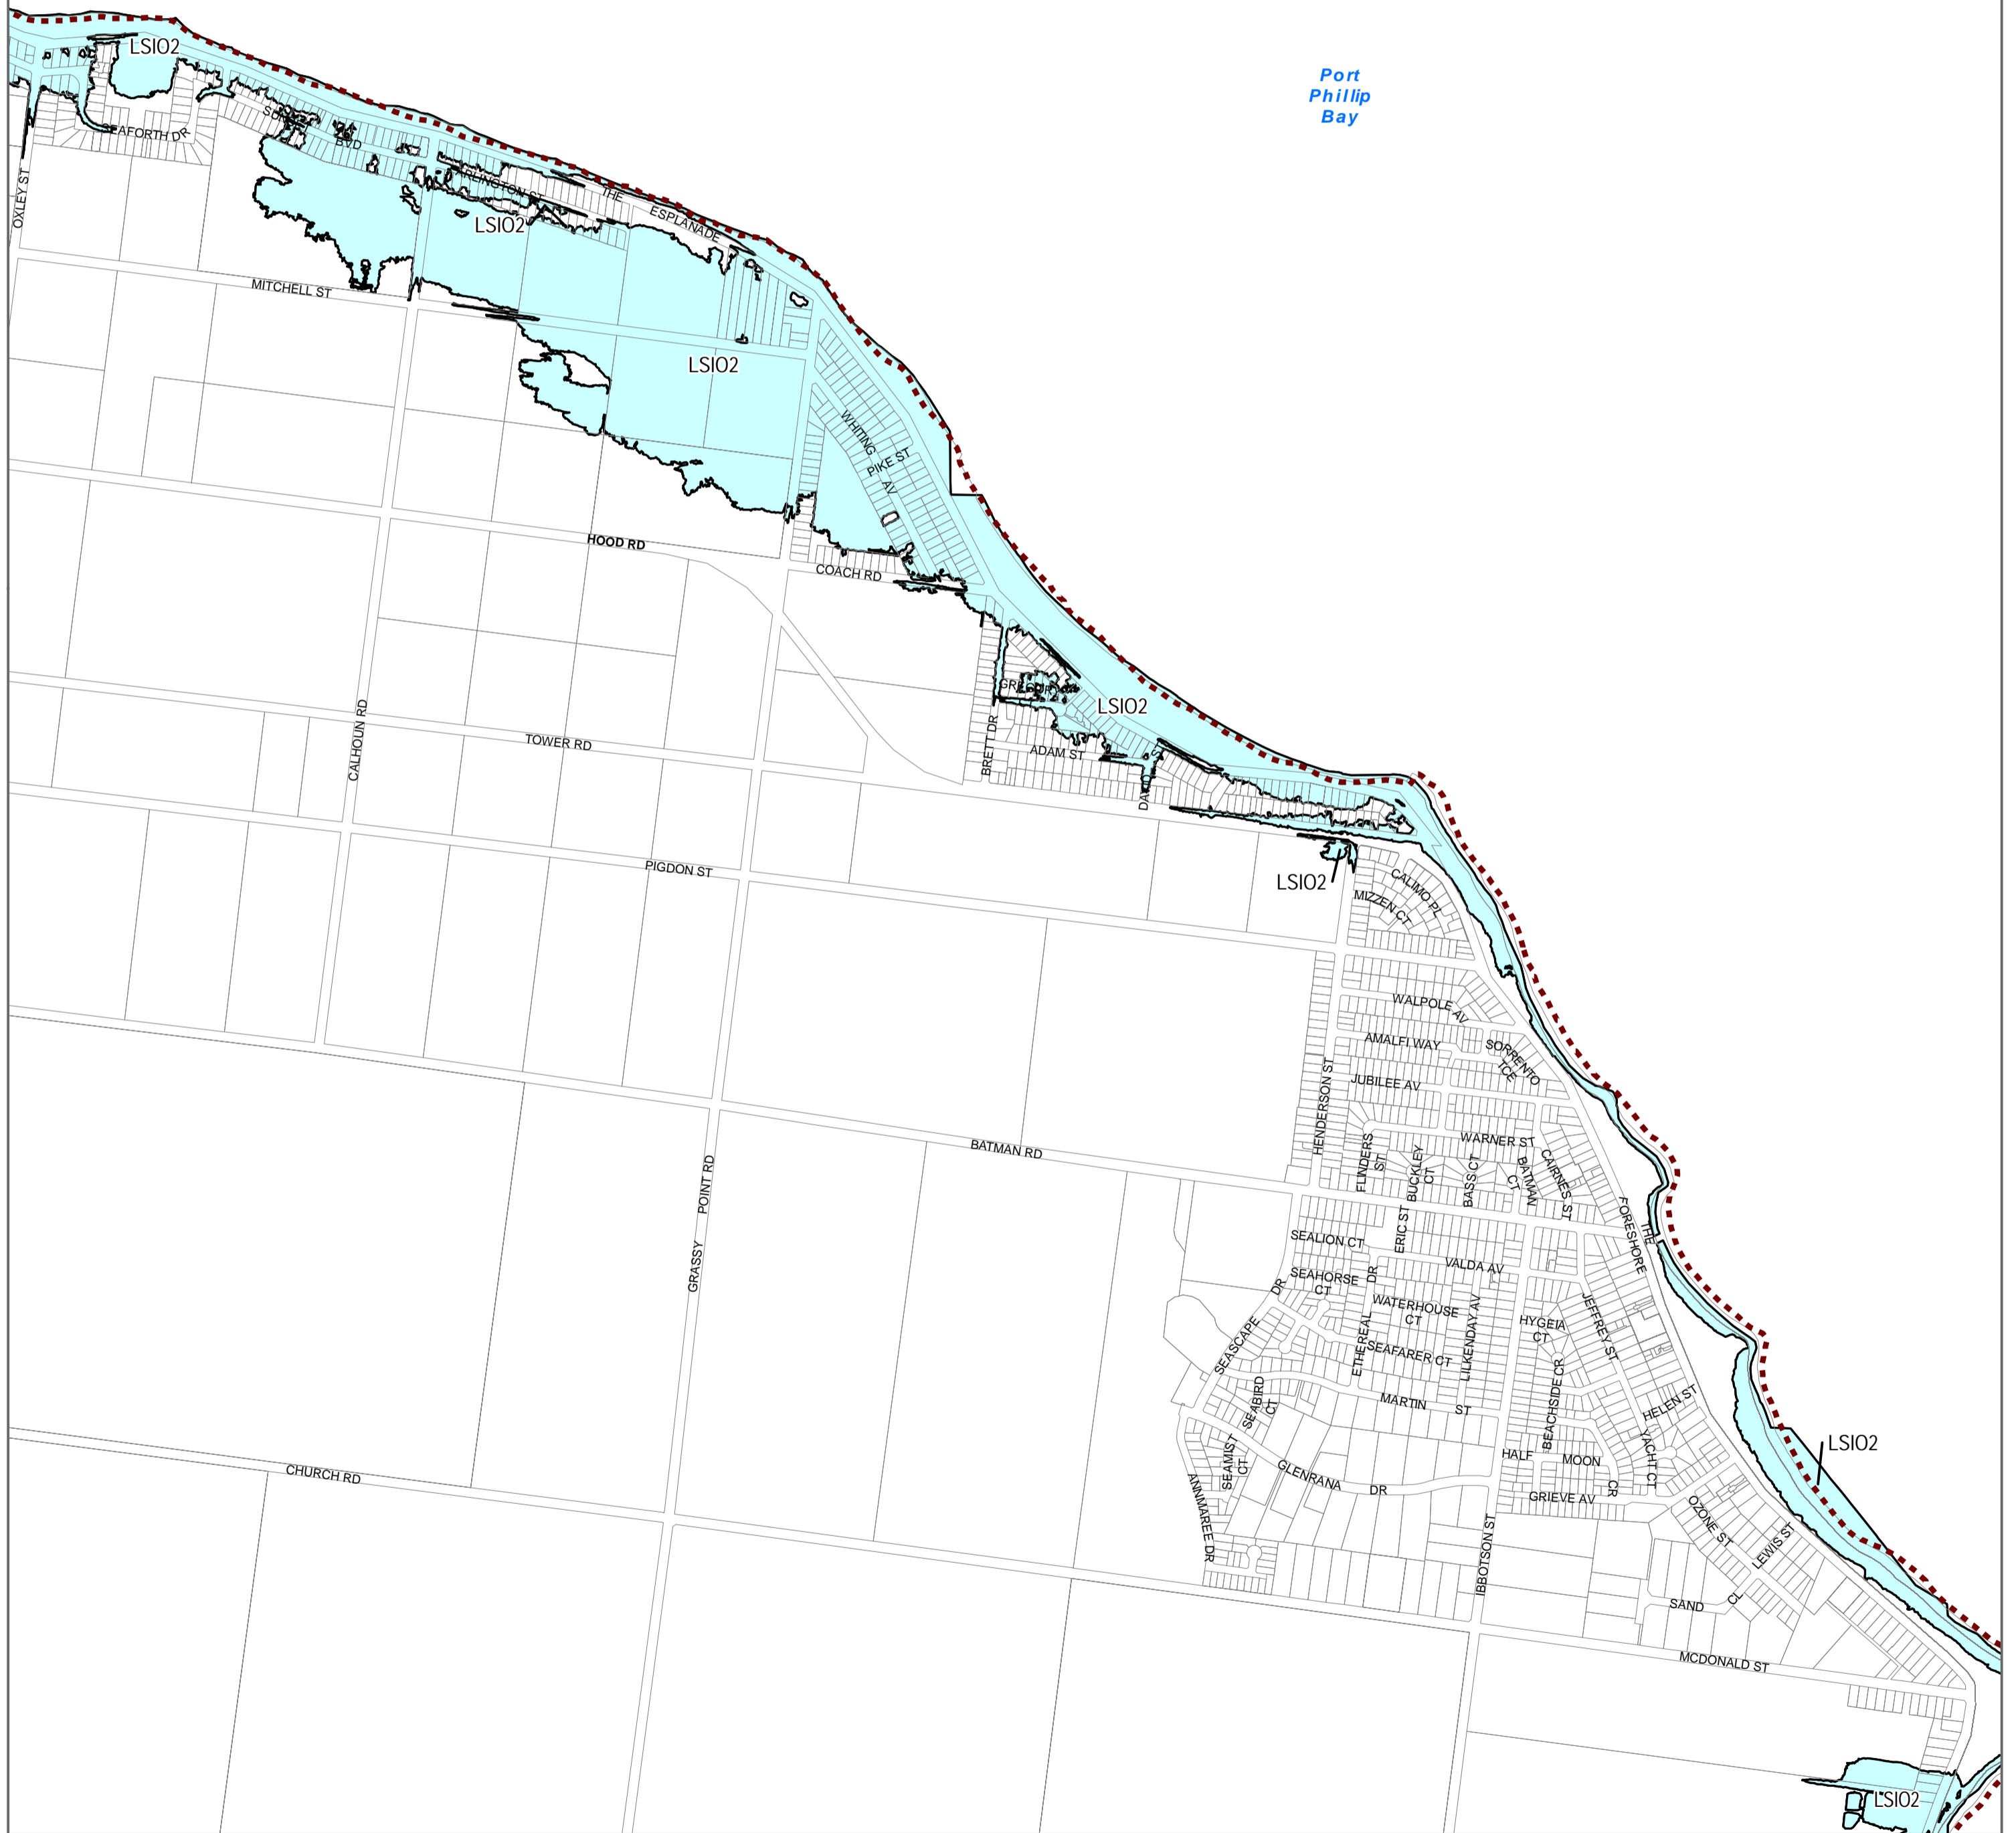 LSIO2
Port
Phillip
Bay
SEAFORTH DR
BVD
OXLEY ST
THE
ESPLANADE
LSIO2
MITCHELL ST
LSIO2
WHITING
AV
PIKE ST
HOOD RD
COACH RD
LSIO2
BRETT DR
ADAM ST
CALHOUN RD
TOWER RD
PIGDON ST
LSIO2
CALIMO PL
MIZZEN CT
WALPOLE AV
AMALFI WAY
SORRENTO
TCE
JUBILEE AV
HENDERSON ST
WARNER ST
FLINDERS
ST
BUCKLEY
CT
BASS CT
BATMAN
CT
CAIRNES ST
BATMAN RD
GRASSY
POINT RD
THE
FORESHORE
SEALION CT
ERIC ST
VALDA AV
SEAHORSE
CT
SEASCAPE
DR
WATERHOUSE
CT
ETHEREAL
DR
LILKENDAY AV
SEAFARER CT
HYGEIA
CT
JEFFREY ST
BEACHSIDE CR
MARTIN
ST
SEABIRD
CT
HELEN ST
YACHT CT
SEAMIST
CT
HALF
MOON
CR
LSIO2
GLENRANA
DR
GRIEVE AV
CHURCH RD
ANNMAREE DR
IBBOTSON ST
OZONE ST
LEWIS ST
SAND
CL
MCDONALD ST
LSIO2